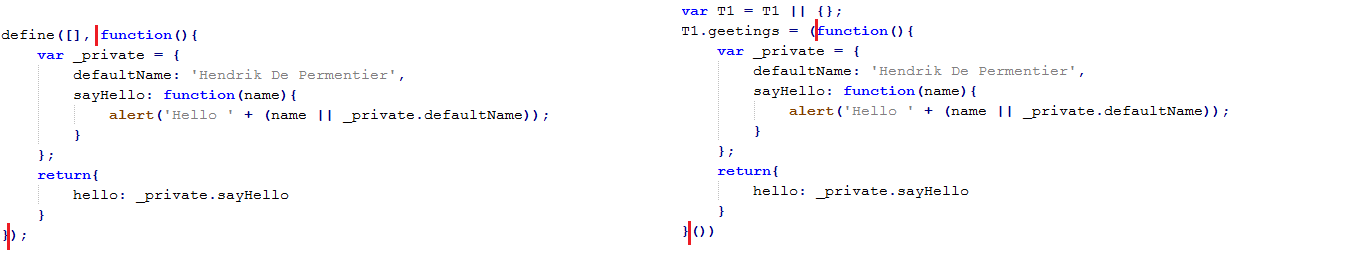 define([], function(){
    var _private = {
        defaultName: 'Hendrik De Permentier',
        sayHello: function(name){
            alert('Hello ' + (name || _private.defaultName));
        }
    };
    return{
        hello: _private.sayHello
    }
});
var T1 = T1 || {};
T1.geetings = (function(){
    var _private = {
        defaultName: 'Hendrik De Permentier',
        sayHello: function(name){
            alert('Hello ' + (name || _private.defaultName));
        }
    };
    return{
        hello: _private.sayHello
    }
}())